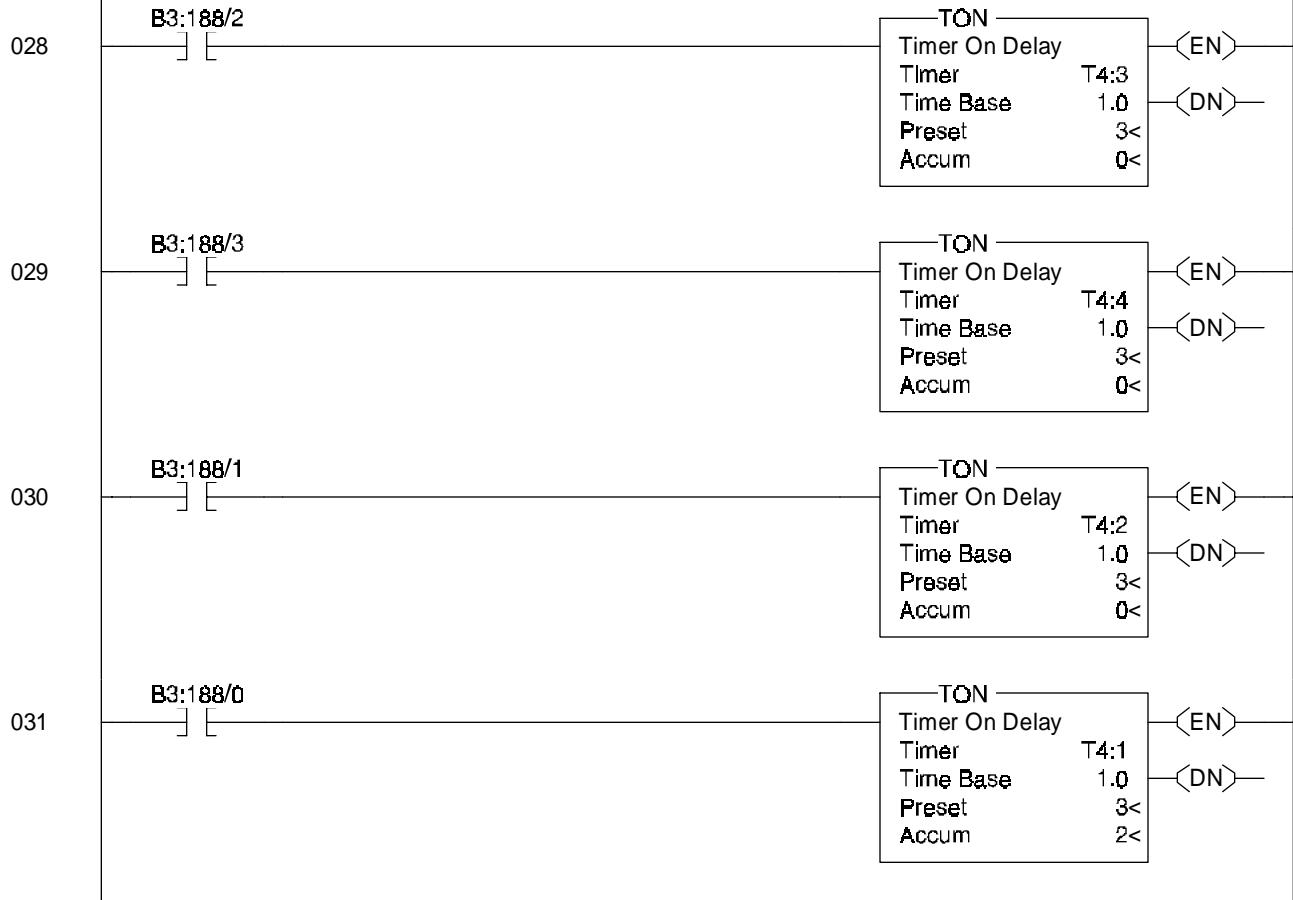 B3:188/2
TON
028
Timer On Delay
EN
TImer T4:3
Time Base 1.0
DN
Preset 3<
Accum 0<
B3:188/3
TON
029
Timer On Delay
EN
Timer T4:4
Time Base 1.0
DN
Preset 3<
Accum 0<
B3:188/1
TON
030
Timer On Delay
EN
Timer T4:2
Time Base 1.0
DN
Preset 3<
Accum 0<
B3:188/0
TON
031
Timer On Delay
EN
Timer T4:1
Time Base 1.0
DN
Preset 3<
Accum 2<